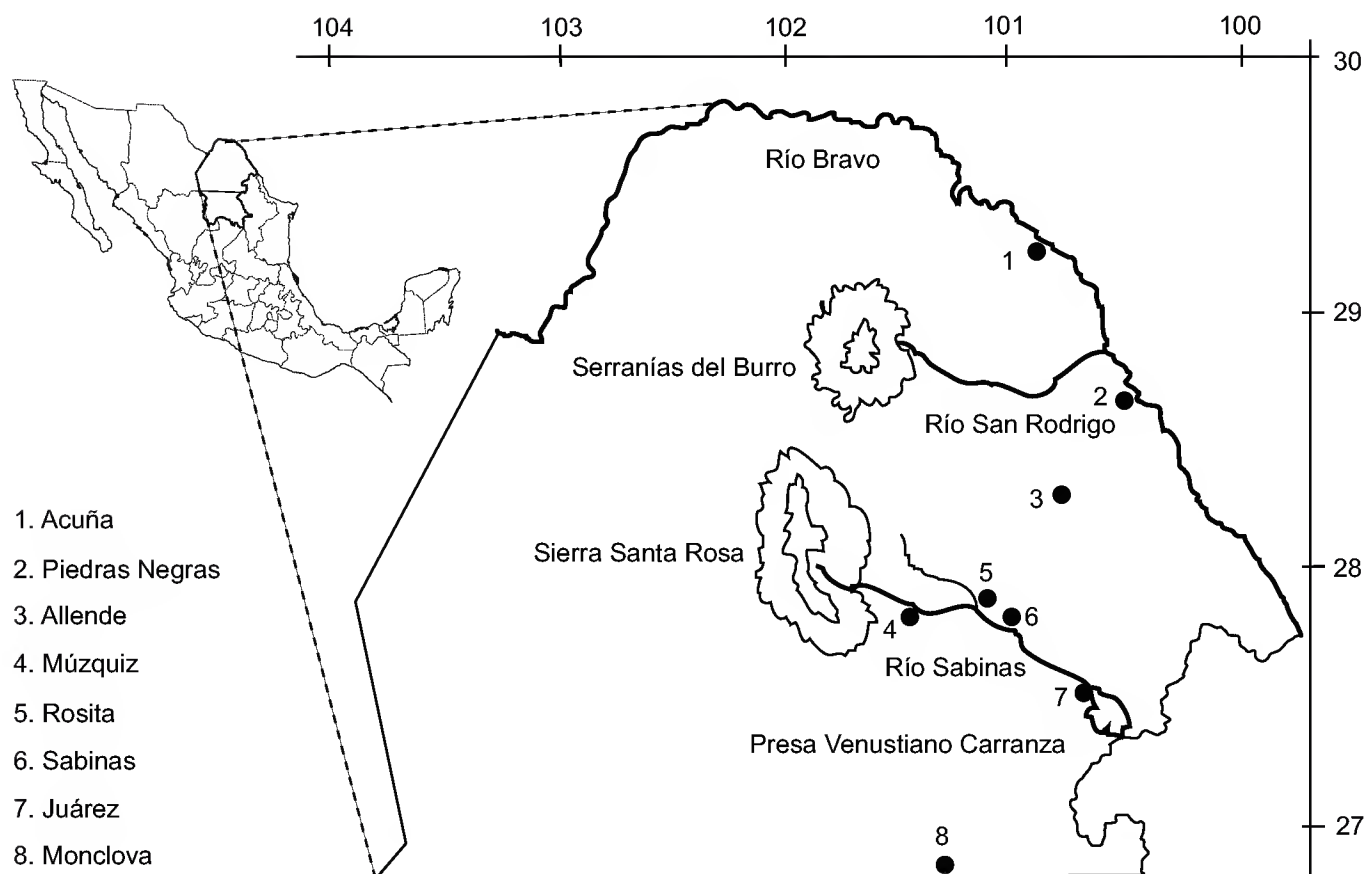 104
103
102
101
100
30
Río Bravo
1
29
Serranías del Burro
2
Río San Rodrigo
3
1. Acuña
Sierra Santa Rosa
28
2. Piedras Negras
5
3. Allende
6
4
4. Múzquiz
Río Sabinas
7
5. Rosita
Presa Venustiano Carranza
6. Sabinas
7. Juárez
27
8
8. Monclova